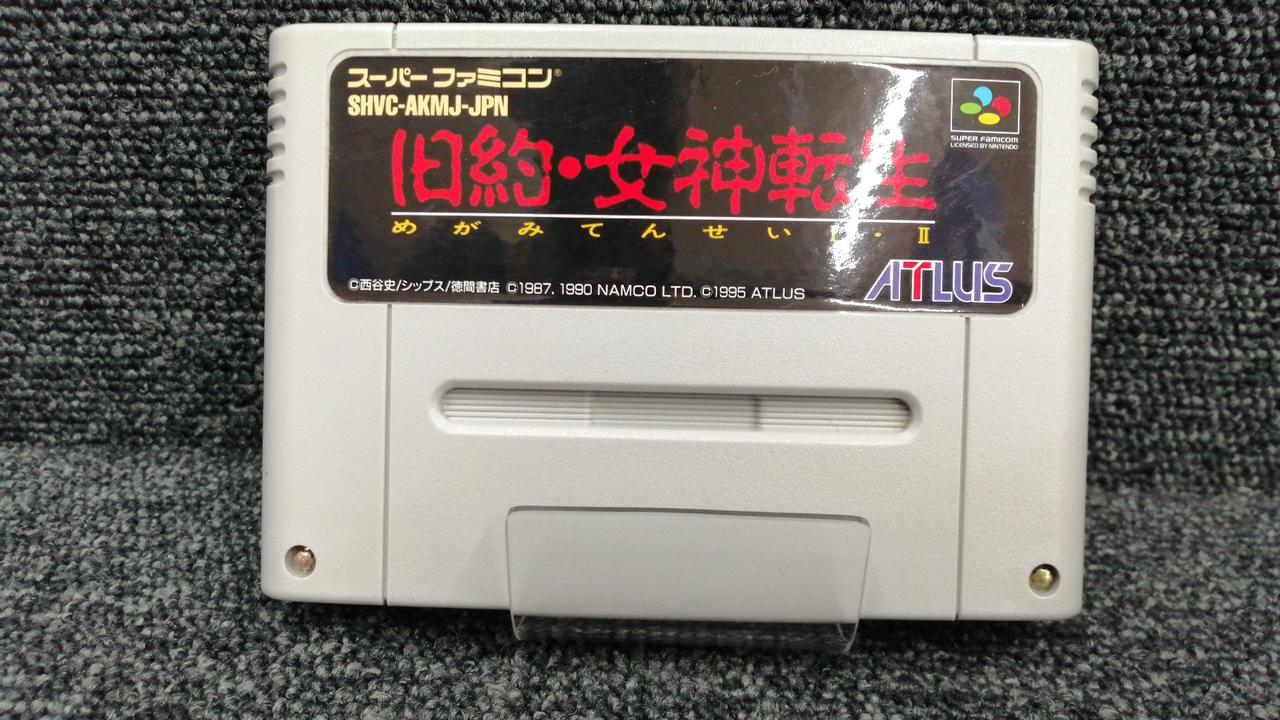 スーパーファミコン®
SHVC-AKMJ-JPN
SUPER FAMICOM
LICENSED BY NINTENDO
旧約・女神転生
めがみてんせいI・II
©西谷史/シップス/徳間書店 ©1987, 1990 NAMCO LTD. ©1995 ATLUS
ATLUS